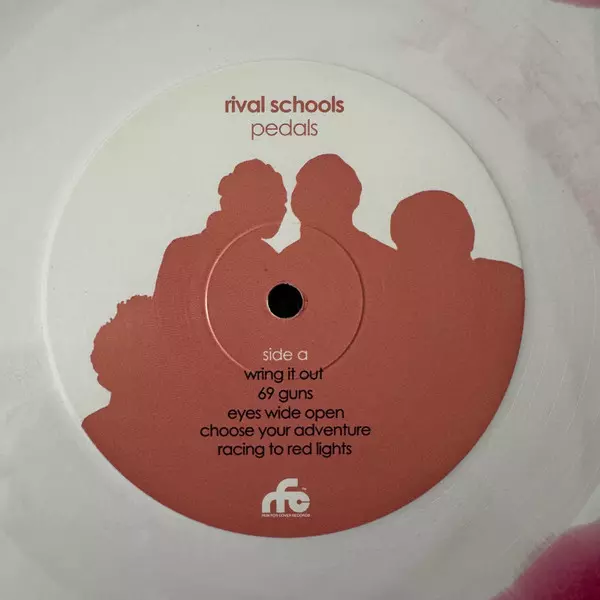 rival schools
pedals
side a
wring it out
69 guns
eyes wide open
choose your adventure
racing to red lights
rfc